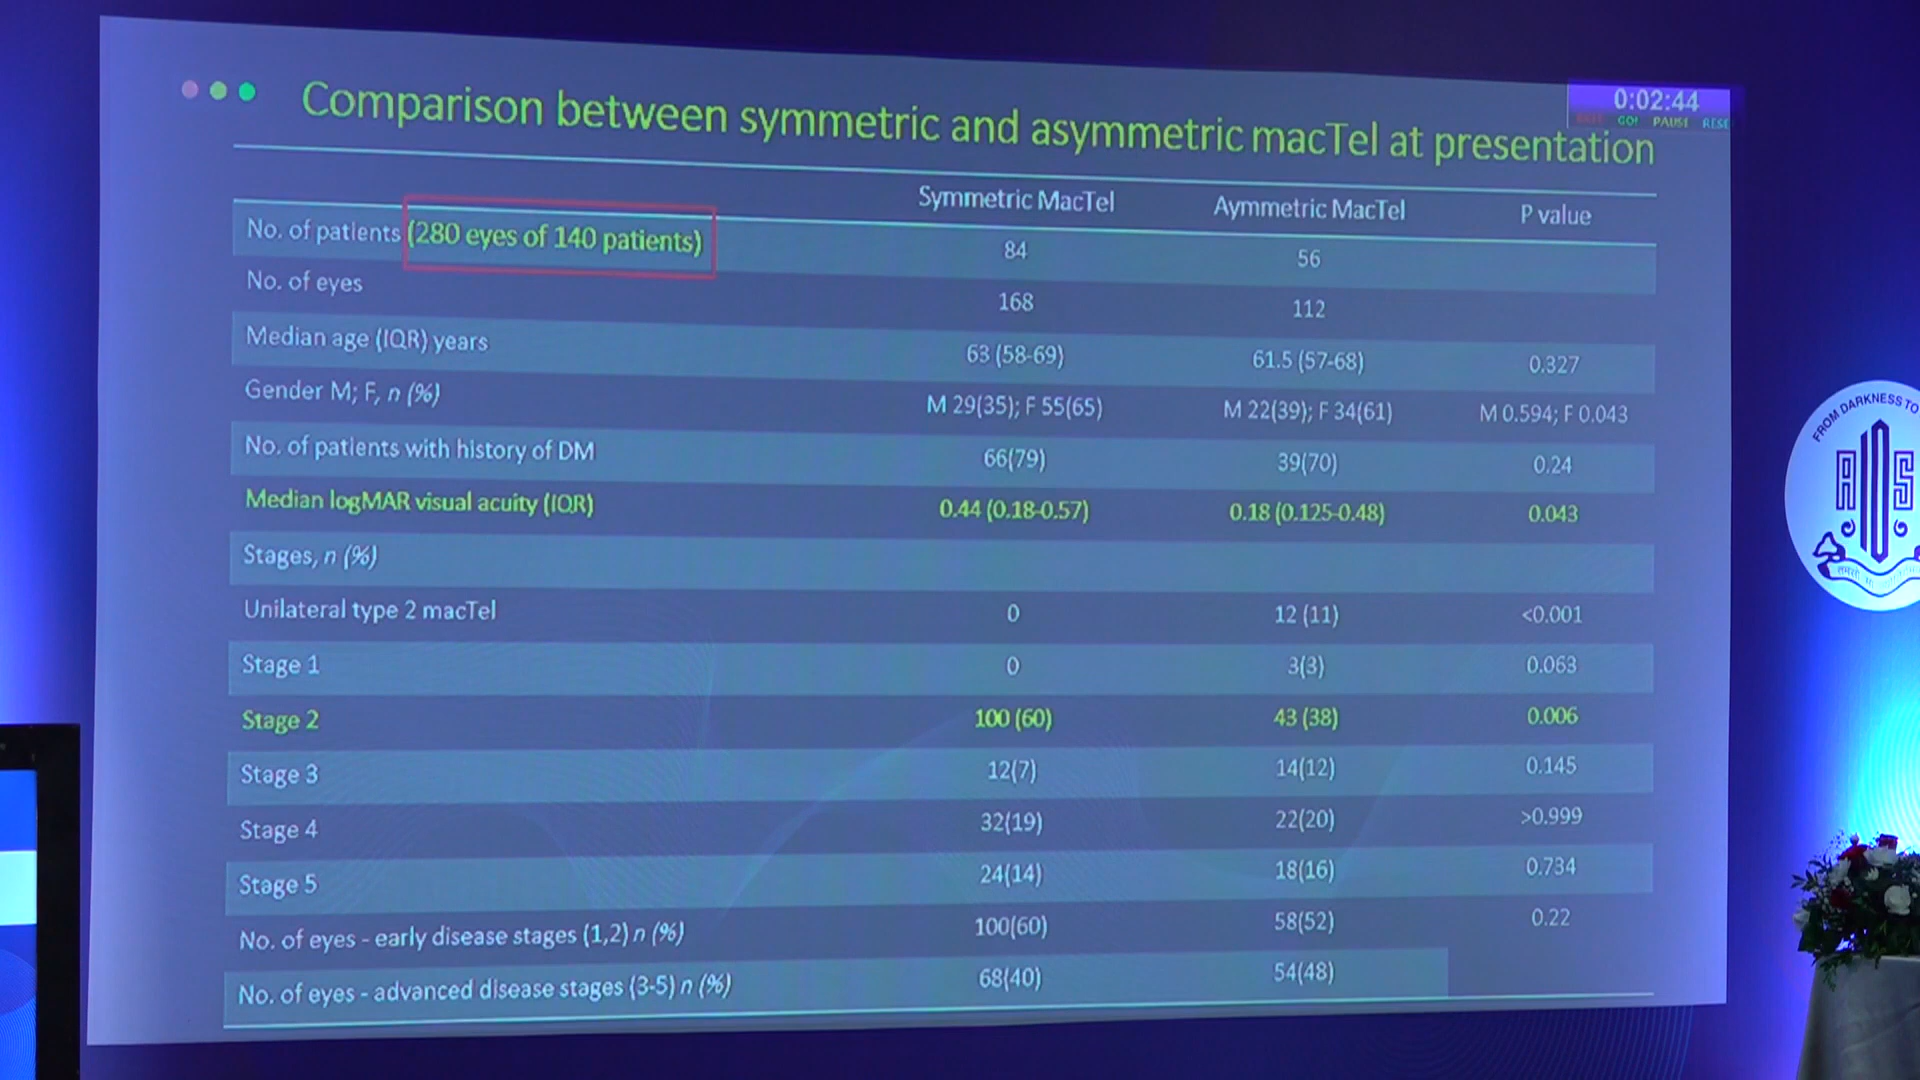 0:02:44
GO! PAUSE RESE
Comparison between symmetric and asymmetric macTel at presentation
Symmetric MacTel Aymmetric MacTel P value
No. of patients (280 eyes of 140 patients) 84 56
No. of eyes 168 112
Median age (IQR) years 63 (58-69) 61.5 (57-68) 0.327
Gender M; F, n (%) M 29(35); F 55(65) M 22(39); F 34(61) M 0.594; F 0.043
No. of patients with history of DM 66(79) 39(70) 0.24
Median logMAR visual acuity (IQR) 0.44 (0.18-0.57) 0.18 (0.125-0.48) 0.043
Stages, n (%)
Unilateral type 2 macTel 0 12 (11) <0.001
Stage 1 0 3(3) 0.063
Stage 2 100 (60) 43 (38) 0.006
Stage 3 12(7) 14(12) 0.145
Stage 4 32(19) 22(20) >0.999
Stage 5 24(14) 18(16) 0.734
No. of eyes - early disease stages (1,2) n (%) 100(60) 58(52) 0.22
No. of eyes - advanced disease stages (3-5) n (%) 68(40) 54(48)
FROM DARKNESS TO
AIOS